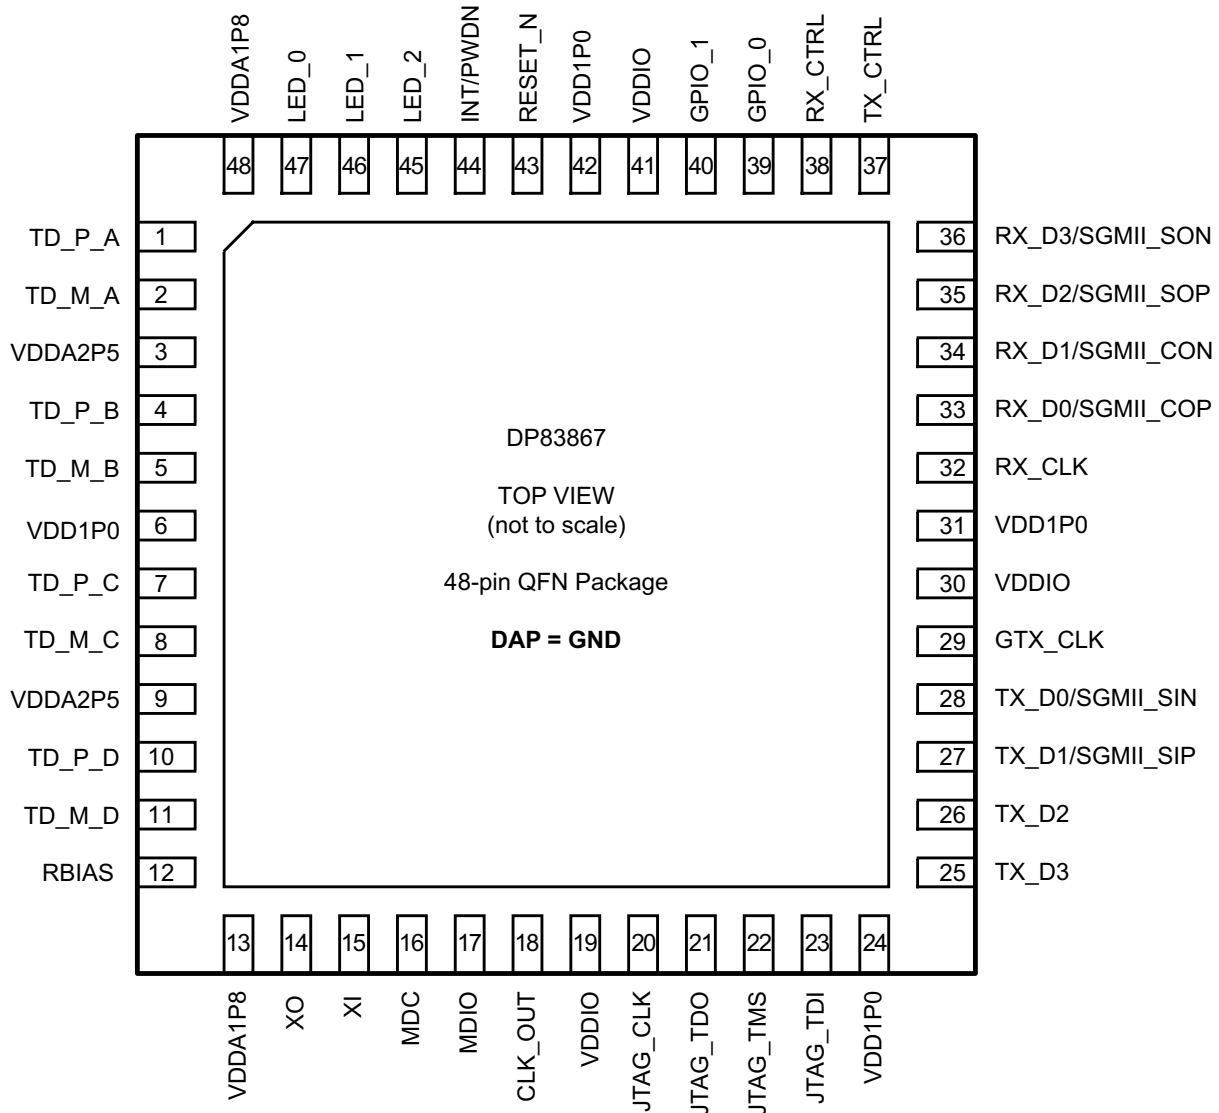 VDDA1P8
LED_0
LED_1
LED_2
INT/PWDN
RESET_N
VDD1P0
VDDIO
GPIO_1
GPIO_0
RX_CTRL
TX_CTRL
48 47 46 45 44 43 42 41 40 39 38 37
TD_P_A 1
TD_M_A 2
VDDA2P5 3
TD_P_B 4
TD_M_B 5
VDD1P0 6
TD_P_C 7
TD_M_C 8
VDDA2P5 9
TD_P_D 10
TD_M_D 11
RBIAS 12
DP83867
TOP VIEW
(not to scale)
48-pin QFN Package
DAP = GND
36 RX_D3/SGMII_SON
35 RX_D2/SGMII_SOP
34 RX_D1/SGMII_CON
33 RX_D0/SGMII_COP
32 RX_CLK
31 VDD1P0
30 VDDIO
29 GTX_CLK
28 TX_D0/SGMII_SIN
27 TX_D1/SGMII_SIP
26 TX_D2
25 TX_D3
13 14 15 16 17 18 19 20 21 22 23 24
VDDA1P8
XO
XI
MDC
MDIO
CLK_OUT
VDDIO
JTAG_CLK
JTAG_TDO
JTAG_TMS
JTAG_TDI
VDD1P0